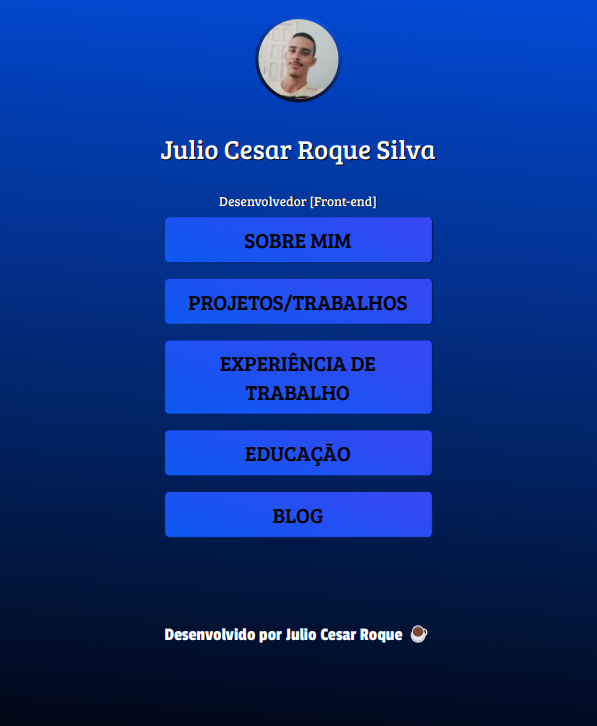 Julio Cesar Roque Silva
Desenvolvedor [Front-end]
SOBRE MIM
PROJETOS/TRABALHOS
EXPERIÊNCIA DE
TRABALHO
EDUCAÇÃO
BLOG
Desenvolvido por Julio Cesar Roque ☕